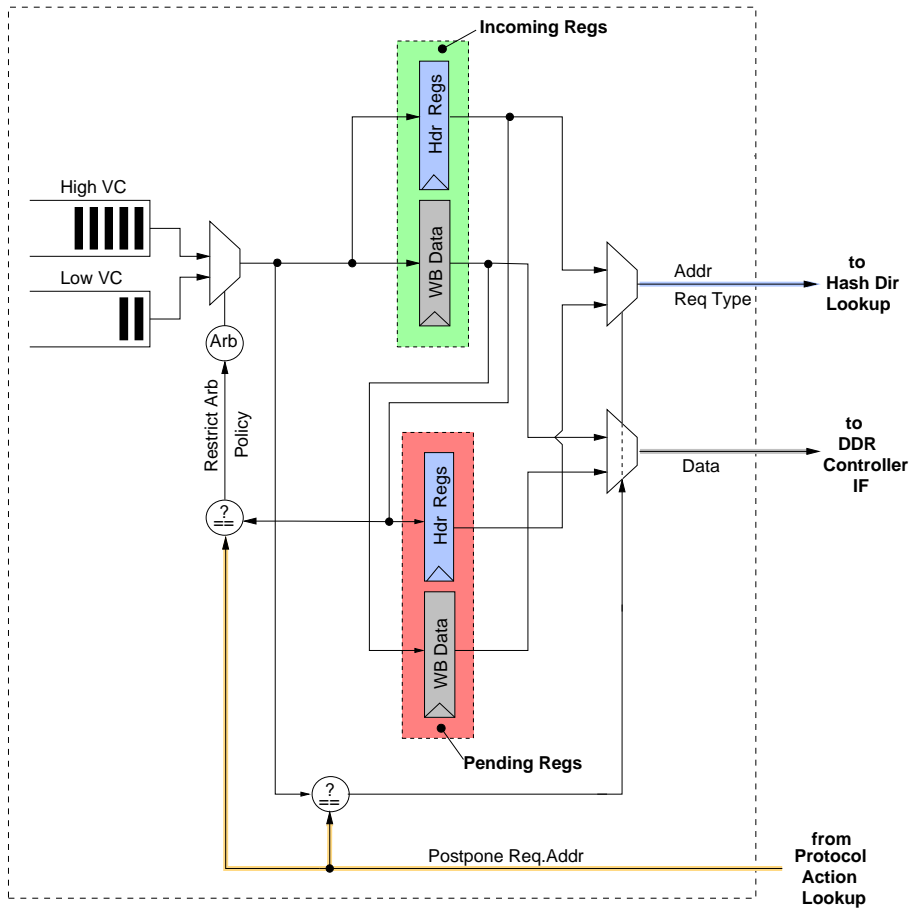 Incoming Regs
Hdr Regs
WB Data
High VC
Low VC
Arb
Restrict Arb
Policy
Addr
Req Type
to
Hash Dir
Lookup
to
DDR
Controller
IF
Data
?
==
Hdr Regs
WB Data
Pending Regs
?
==
Postpone Req.Addr
from
Protocol
Action
Lookup